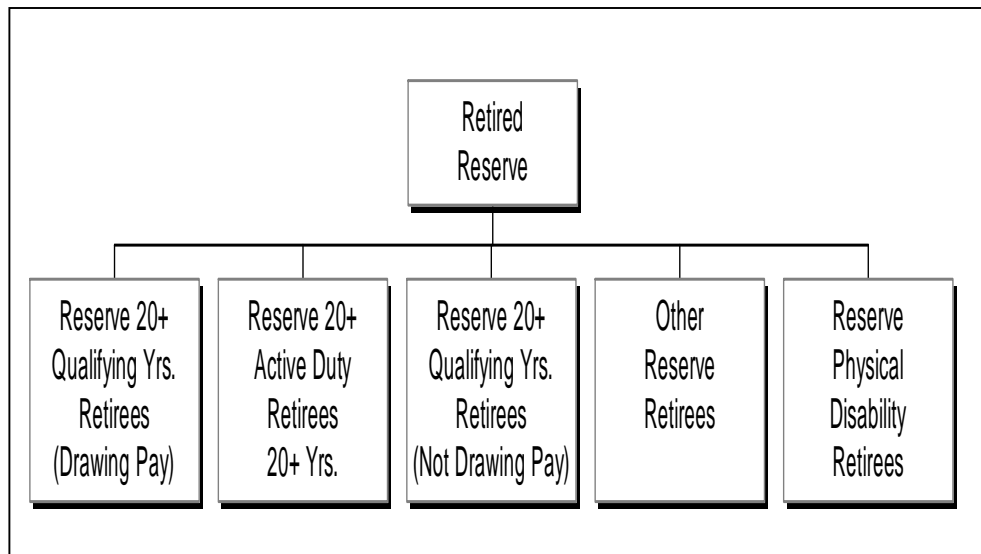 Retired
Reserve
Reserve 20+
Qualifying Yrs.
Retirees
(Drawing Pay)
Reserve 20+
Active Duty
Retirees
20+ Yrs.
Reserve 20+
Qualifying Yrs.
Retirees
(Not Drawing Pay)
Other
Reserve
Retirees
Reserve
Physical
Disability
Retirees